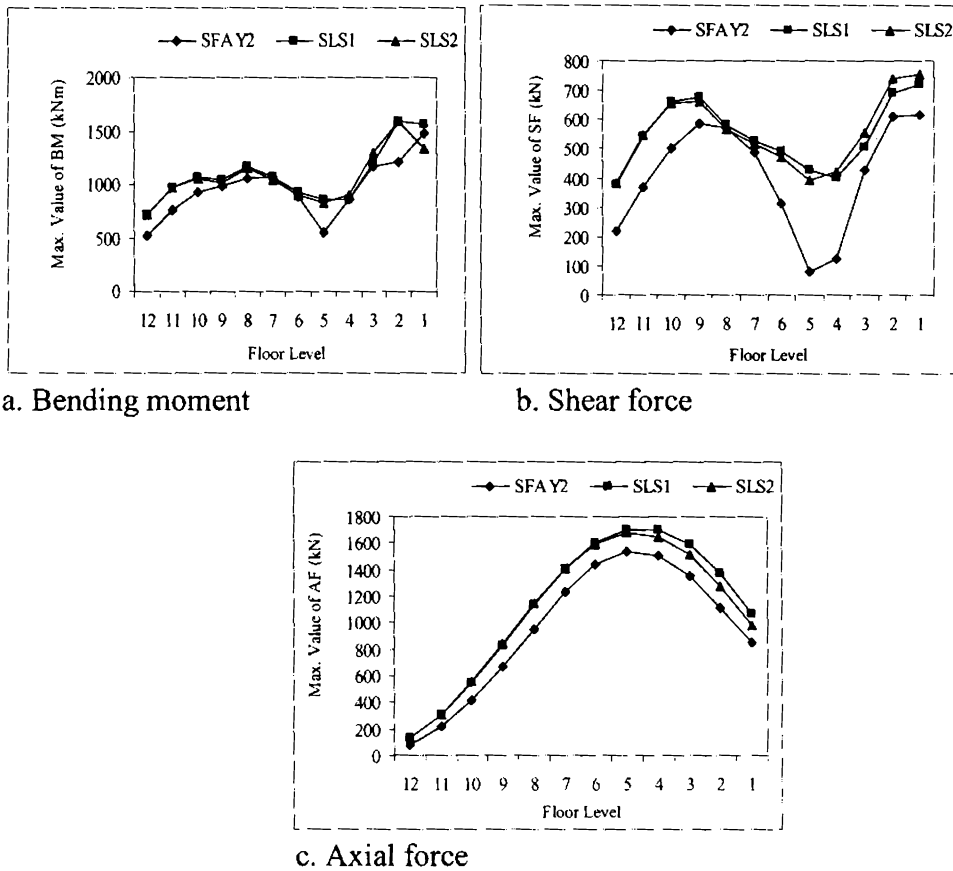 SFAY2 SLS1 SLS2
Max. Value of BM (kNm)
2000
1500
1000
500
0
12 11 10 9 8 7 6 5 4 3 2 1
Floor Level
a. Bending moment
SFAY2 SLS1 SLS2
Max. Value of SF (kN)
800
700
600
500
400
300
200
100
0
12 11 10 9 8 7 6 5 4 3 2 1
Floor Level
b. Shear force
SFAY2 SLS1 SLS2
Max. Value of AF (kN)
1800
1600
1400
1200
1000
800
600
400
200
0
12 11 10 9 8 7 6 5 4 3 2 1
Floor Level
c. Axial force